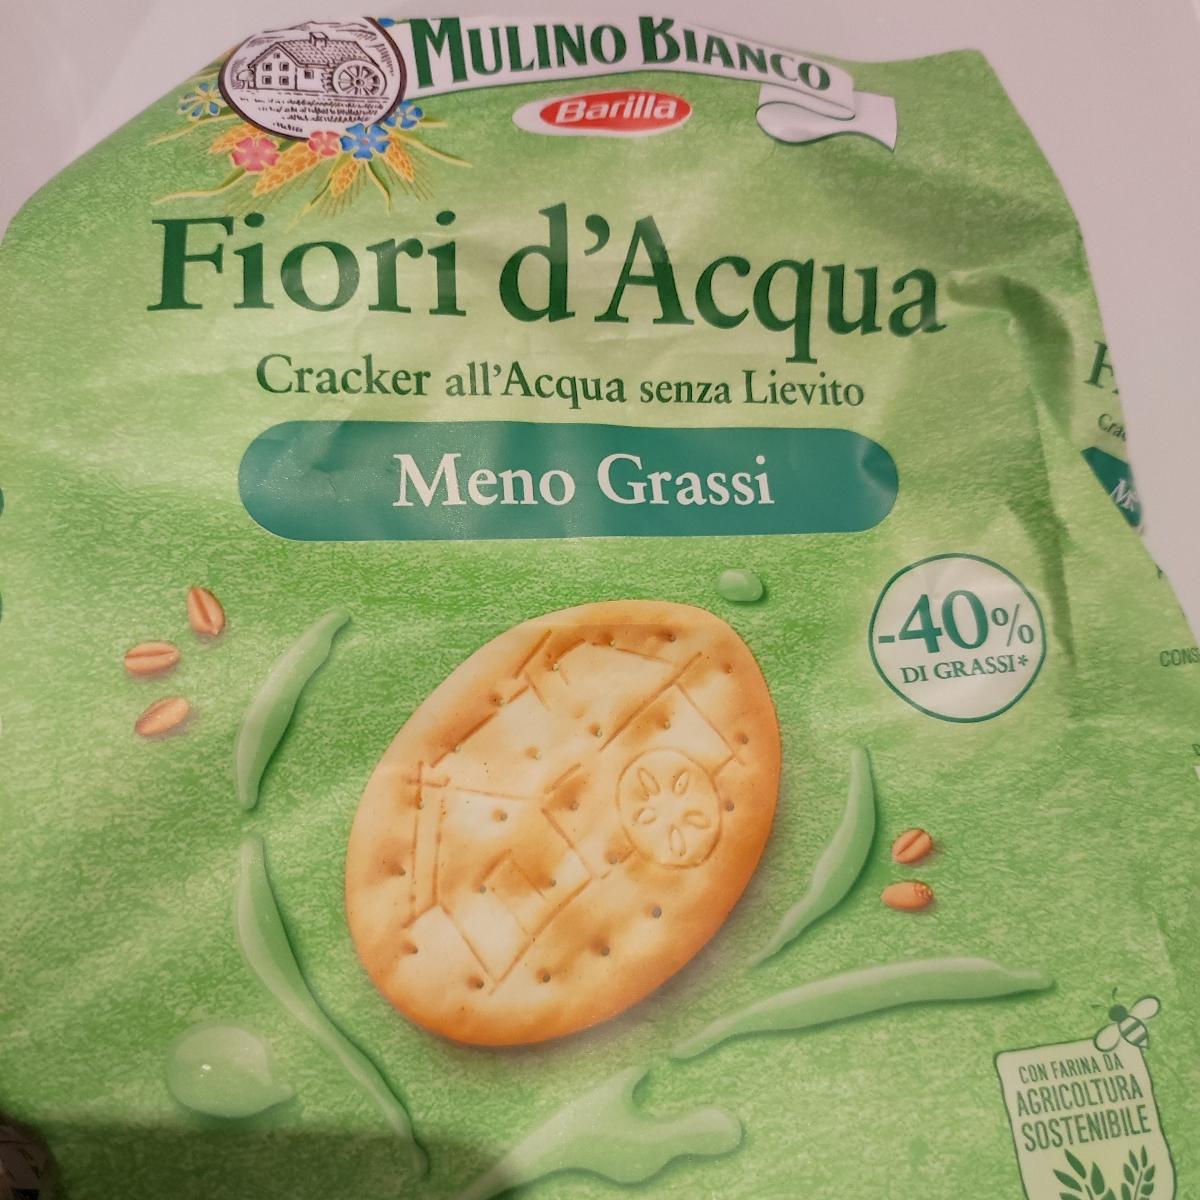 MULINO BIANCO
Barilla
Fiori d'Acqua
Cracker all'Acqua senza Lievito
Meno Grassi
-40%
DI GRASSI*
CON FARINA DA
AGRICOLTURA
SOSTENIBILE